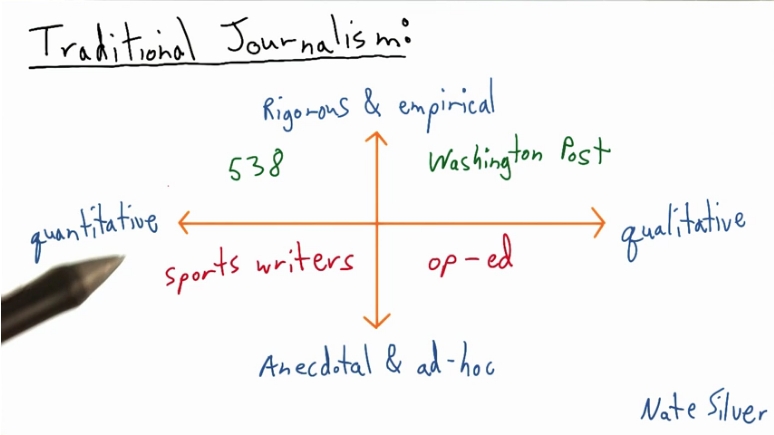 Traditional Journalism:
Rigorous & empirical
538
Washington Post
quantitative
qualitative
sports writers
op-ed
Anecdotal & ad-hoc
Nate Silver